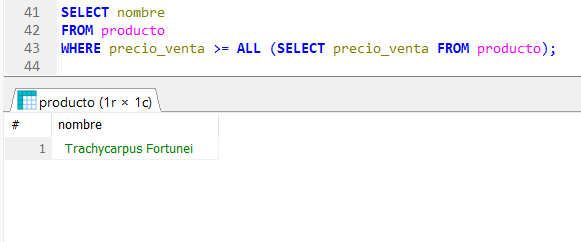 41 SELECT nombre
42 FROM producto
43 WHERE precio_venta >= ALL (SELECT precio_venta FROM producto);
44
producto (1r × 1c)
# nombre
1 Trachycarpus Fortunei